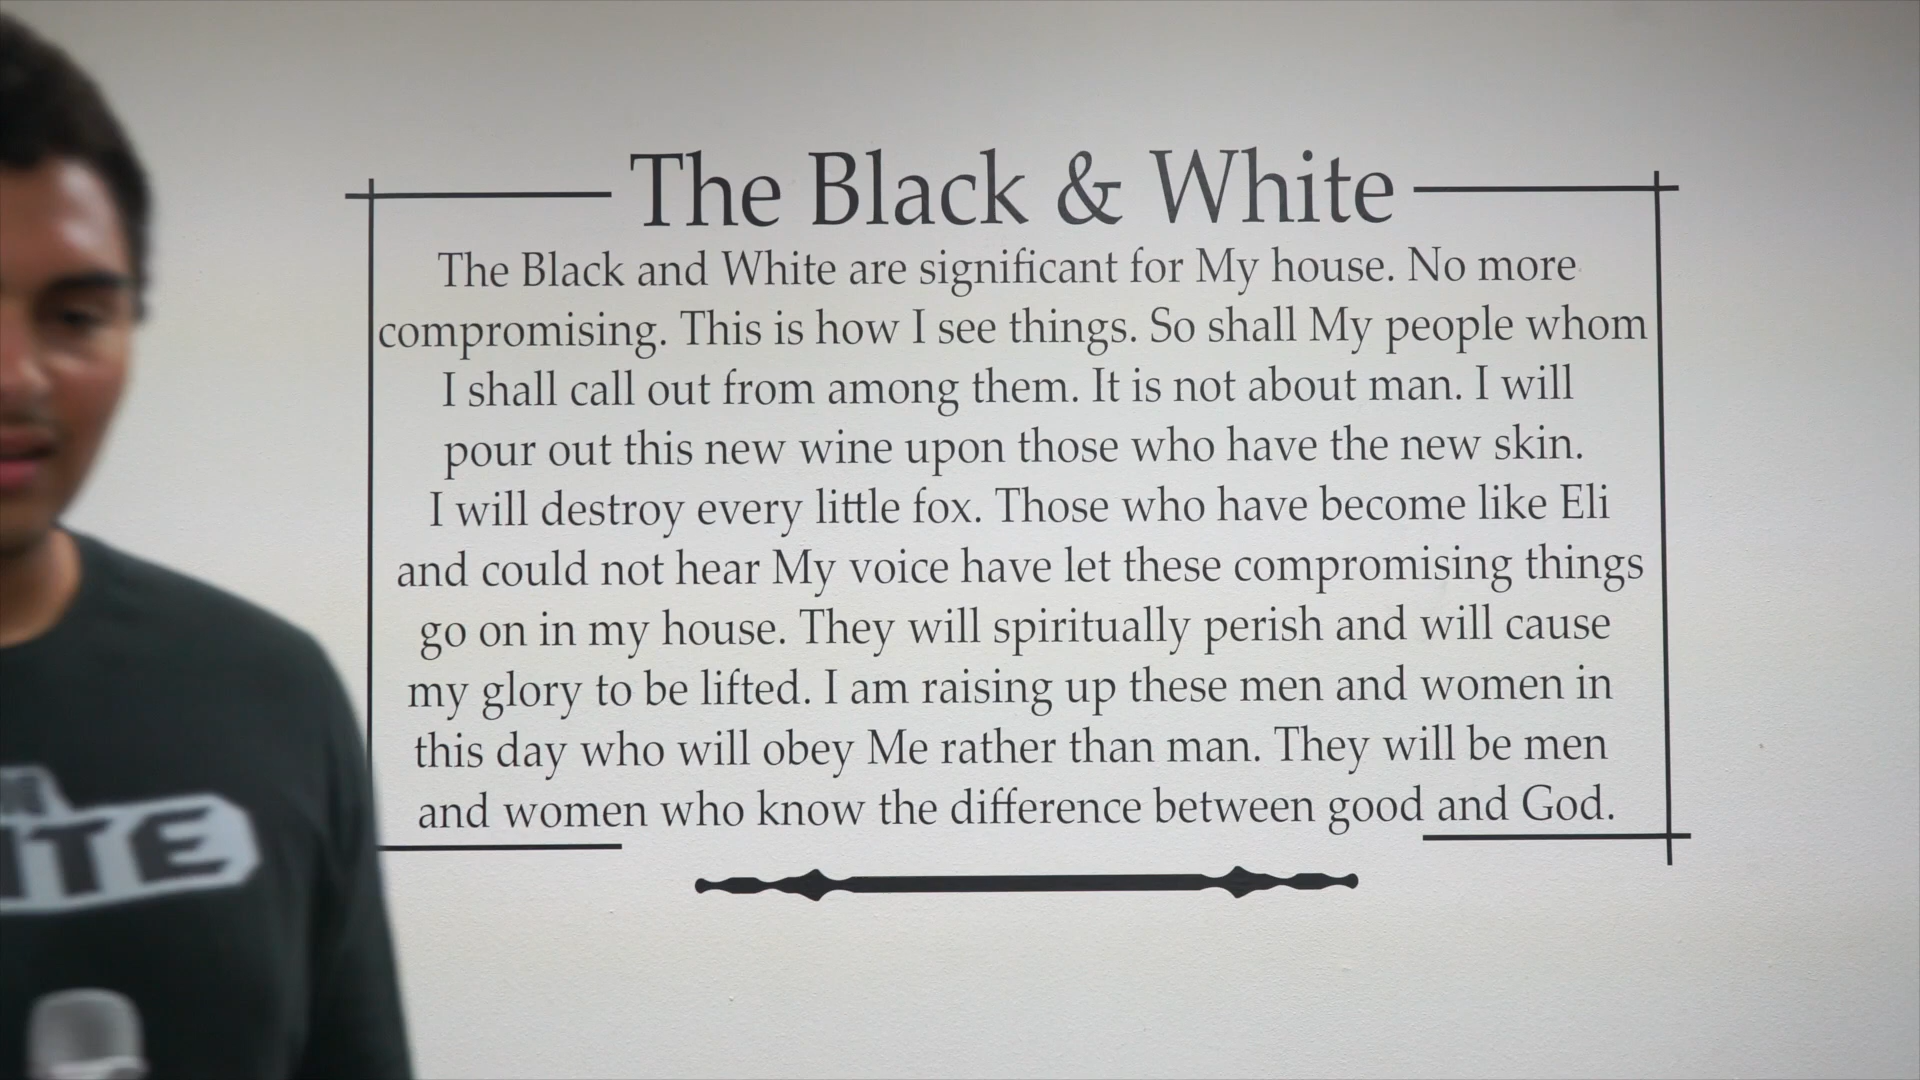 The Black & White
The Black and White are significant for My house. No more
compromising. This is how I see things. So shall My people whom
I shall call out from among them. It is not about man. I will
pour out this new wine upon those who have the new skin.
I will destroy every little fox. Those who have become like Eli
and could not hear My voice have let these compromising things
go on in my house. They will spiritually perish and will cause
my glory to be lifted. I am raising up these men and women in
this day who will obey Me rather than man. They will be men
and women who know the difference between good and God.